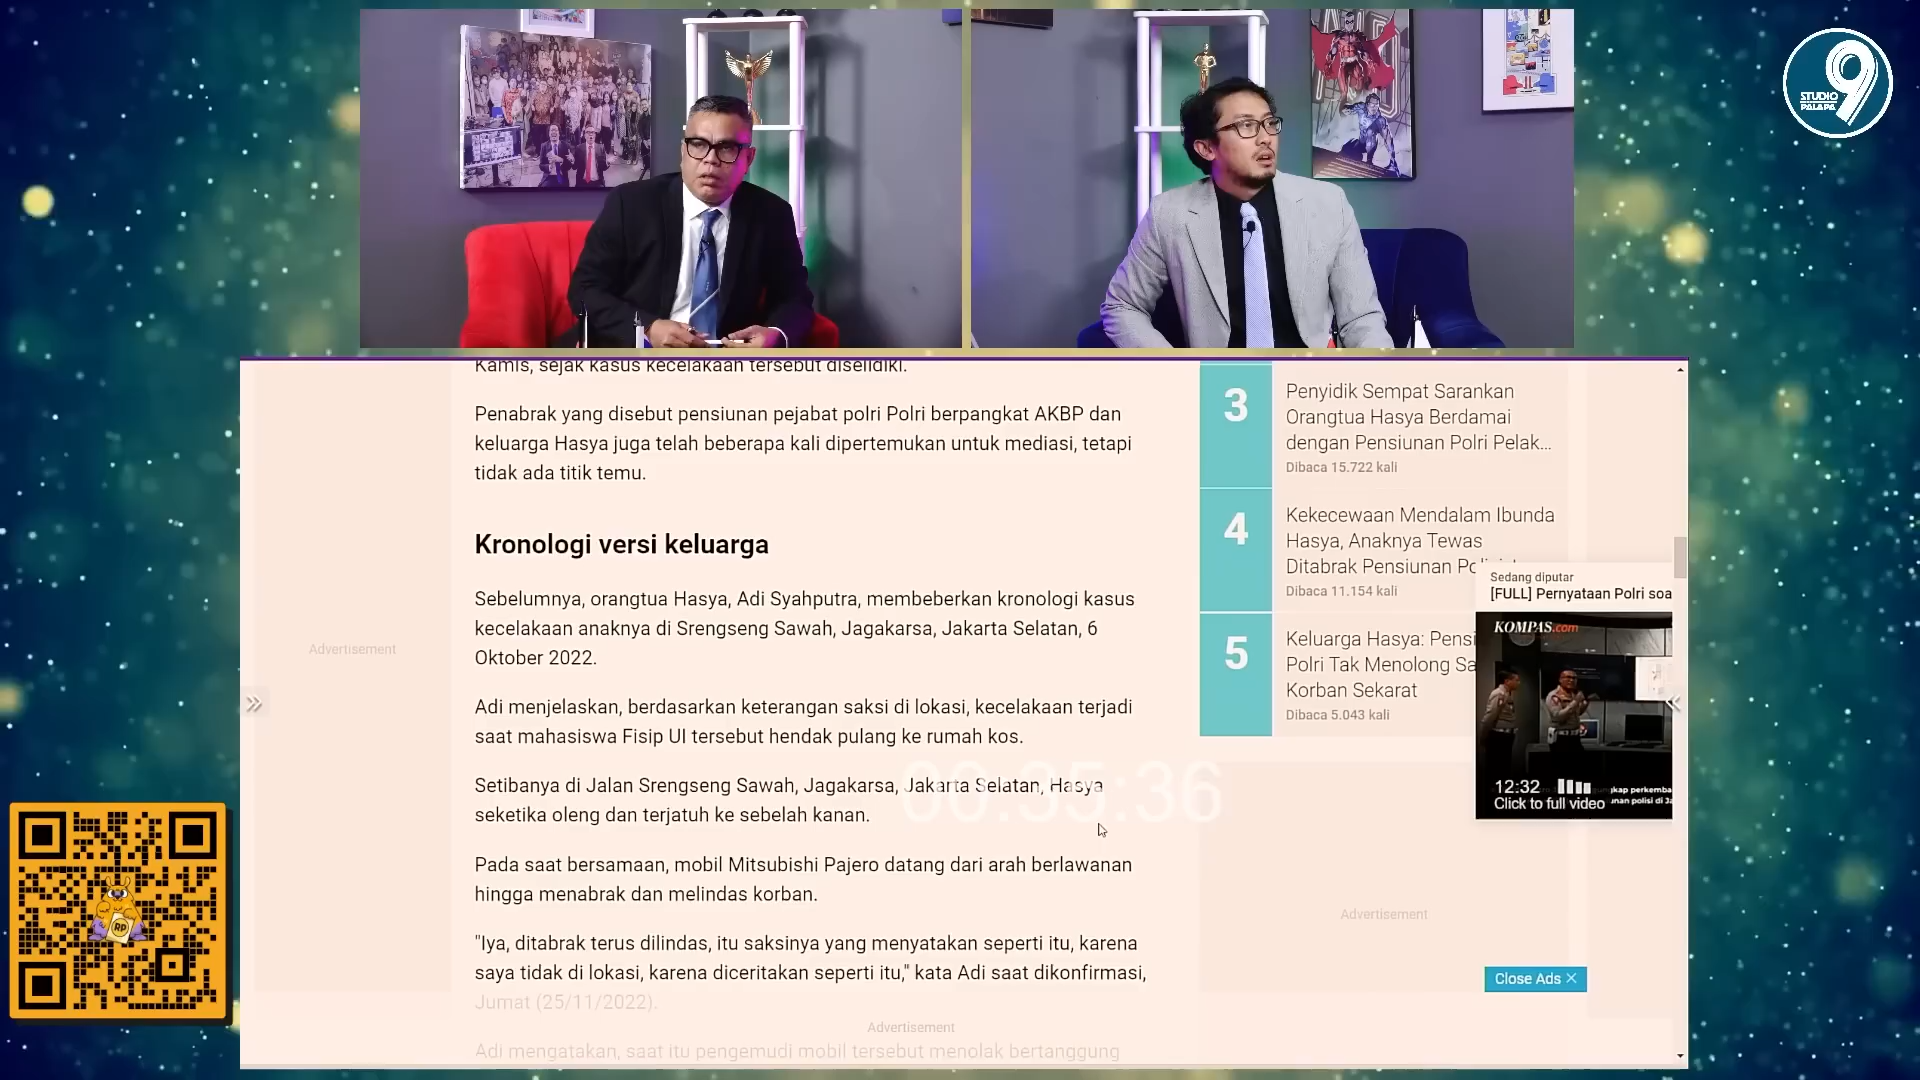 STUDIO
PALAPA
9
Kamis, sejak kasus kecelakaan tersebut diselidiki.
Penabrak yang disebut pensiunan pejabat polri Polri berpangkat AKBP dan
keluarga Hasya juga telah beberapa kali dipertemukan untuk mediasi, tetapi
tidak ada titik temu.
Kronologi versi keluarga
Sebelumnya, orangtua Hasya, Adi Syahputra, membeberkan kronologi kasus
kecelakaan anaknya di Srengseng Sawah, Jagakarsa, Jakarta Selatan, 6
Oktober 2022.
Adi menjelaskan, berdasarkan keterangan saksi di lokasi, kecelakaan terjadi
saat mahasiswa Fisip UI tersebut hendak pulang ke rumah kos.
Setibanya di Jalan Srengseng Sawah, Jagakarsa, Jakarta Selatan, Hasya
seketika oleng dan terjatuh ke sebelah kanan.
00:35:36
Pada saat bersamaan, mobil Mitsubishi Pajero datang dari arah berlawanan
hingga menabrak dan melindas korban.
"Iya, ditabrak terus dilindas, itu saksinya yang menyatakan seperti itu, karena
saya tidak di lokasi, karena diceritakan seperti itu," kata Adi saat dikonfirmasi,
Jumat (25/11/2022).
Advertisement
Adi mengatakan, saat itu pengemudi mobil tersebut menolak bertanggung
Advertisement
3
Penyidik Sempat Sarankan
Orangtua Hasya Berdamai
dengan Pensiunan Polri Pelak...
Dibaca 15.722 kali
4
Kekecewaan Mendalam Ibunda
Hasya, Anaknya Tewas
Ditabrak Pensiunan
Dibaca 11.154 kali
5
Keluarga Hasya: Pensi
Polri Tak Menolong Sa
Korban Sekarat
Dibaca 5.043 kali
Sedang diputar
[FULL] Pernyataan Polri soa
KOMPAS.com
12:32
gkap perkemba
Click to full video
unan polisi di Ja
Advertisement
Close Ads
RP